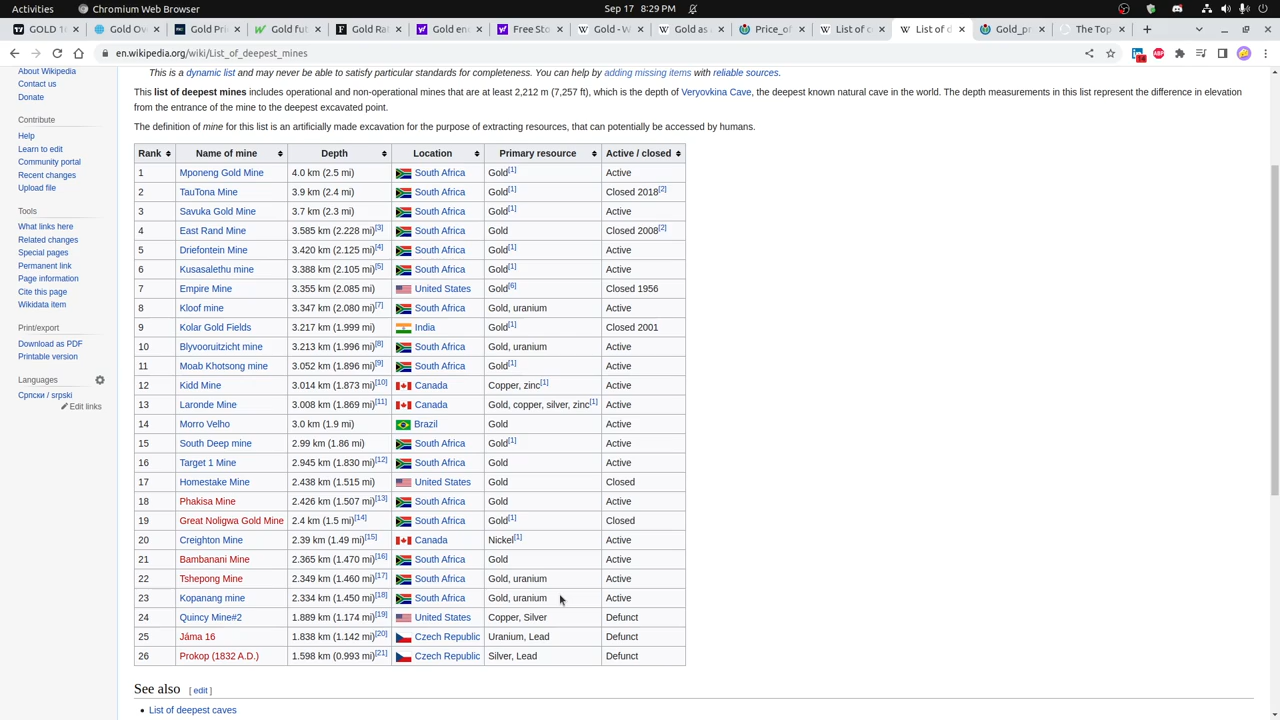 Activities
Chromium Web Browser
Sep 17 8:29 PM
GOLD 1
Gold Ove
Gold Pri
Gold fut
Gold Rat
Gold enc
Free Sto
Gold - W
Gold as
Price_of
List of co
List of d
Gold_pr
The Top
en.wikipedia.org/wiki/List_of_deepest_mines
About Wikipedia
Contact us
Donate
Contribute
Help
Learn to edit
Community portal
Recent changes
Upload file
Tools
What links here
Related changes
Special pages
Permanent link
Page information
Cite this page
Wikidata item
Print/export
Download as PDF
Printable version
Languages
Српски / srpski
Edit links
This is a dynamic list and may never be able to satisfy particular standards for completeness. You can help by adding missing items with reliable sources.
This list of deepest mines includes operational and non-operational mines that are at least 2,212 m (7,257 ft), which is the depth of Veryovkina Cave, the deepest known natural cave in the world. The depth measurements in this list represent the difference in elevation
from the entrance of the mine to the deepest excavated point.
The definition of mine for this list is an artificially made excavation for the purpose of extracting resources, that can potentially be accessed by humans.
Rank Name of mine Depth Location Primary resource Active / closed
1 Mponeng Gold Mine 4.0 km (2.5 mi) South Africa Gold[1] Active
2 TauTona Mine 3.9 km (2.4 mi) South Africa Gold[1] Closed 2018[2]
3 Savuka Gold Mine 3.7 km (2.3 mi) South Africa Gold[1] Active
4 East Rand Mine 3.585 km (2.228 mi)[3] South Africa Gold Closed 2008[2]
5 Driefontein Mine 3.420 km (2.125 mi)[4] South Africa Gold[1] Active
6 Kusasalethu mine 3.388 km (2.105 mi)[5] South Africa Gold[1] Active
7 Empire Mine 3.355 km (2.085 mi) United States Gold[6] Closed 1956
8 Kloof mine 3.347 km (2.080 mi)[7] South Africa Gold, uranium Active
9 Kolar Gold Fields 3.217 km (1.999 mi) India Gold[1] Closed 2001
10 Blyvooruitzicht mine 3.213 km (1.996 mi)[8] South Africa Gold, uranium Active
11 Moab Khotsong mine 3.052 km (1.896 mi)[9] South Africa Gold[1] Active
12 Kidd Mine 3.014 km (1.873 mi)[10] Canada Copper, zinc[1] Active
13 Laronde Mine 3.008 km (1.869 mi)[11] Canada Gold, copper, silver, zinc[1] Active
14 Morro Velho 3.0 km (1.9 mi) Brazil Gold Active
15 South Deep mine 2.99 km (1.86 mi) South Africa Gold[1] Active
16 Target 1 Mine 2.945 km (1.830 mi)[12] South Africa Gold Active
17 Homestake Mine 2.438 km (1.515 mi) United States Gold Closed
18 Phakisa Mine 2.426 km (1.507 mi)[13] South Africa Gold Active
19 Great Noligwa Gold Mine 2.4 km (1.5 mi)[14] South Africa Gold[1] Closed
20 Creighton Mine 2.39 km (1.49 mi)[15] Canada Nickel[1] Active
21 Bambanani Mine 2.365 km (1.470 mi)[16] South Africa Gold Active
22 Tshepong Mine 2.349 km (1.460 mi)[17] South Africa Gold, uranium Active
23 Kopanang mine 2.334 km (1.450 mi)[18] South Africa Gold, uranium Active
24 Quincy Mine#2 1.889 km (1.174 mi)[19] United States Copper, Silver Defunct
25 Jáma 16 1.838 km (1.142 mi)[20] Czech Republic Uranium, Lead Defunct
26 Prokop (1832 A.D.) 1.598 km (0.993 mi)[21] Czech Republic Silver, Lead Defunct
See also [ edit ]
List of deepest caves